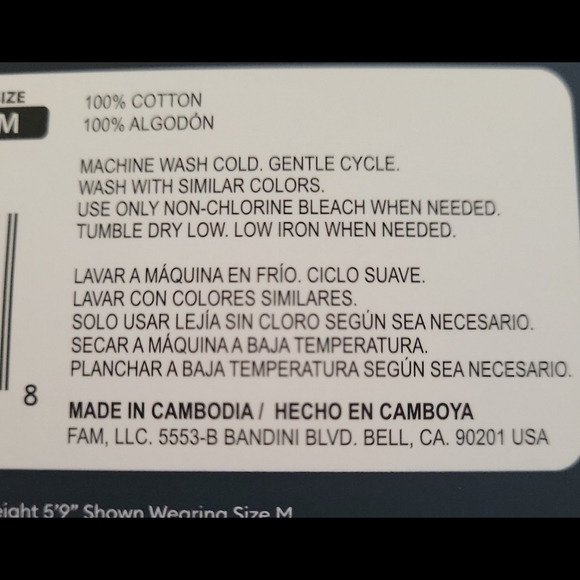 SIZE
M
100% COTTON
100% ALGODÓN
MACHINE WASH COLD. GENTLE CYCLE.
WASH WITH SIMILAR COLORS.
USE ONLY NON-CHLORINE BLEACH WHEN NEEDED.
TUMBLE DRY LOW. LOW IRON WHEN NEEDED.
LAVAR A MÁQUINA EN FRÍO. CICLO SUAVE.
LAVAR CON COLORES SIMILARES.
SOLO USAR LEJÍA SIN CLORO SEGÚN SEA NECESARIO.
SECAR A MÁQUINA A BAJA TEMPERATURA.
PLANCHAR A BAJA TEMPERATURA SEGÚN SEA NECESARIO.
8
MADE IN CAMBODIA / HECHO EN CAMBOYA
FAM, LLC. 5553-B BANDINI BLVD. BELL, CA. 90201 USA
eight 5'9" Shown Wearing Size M